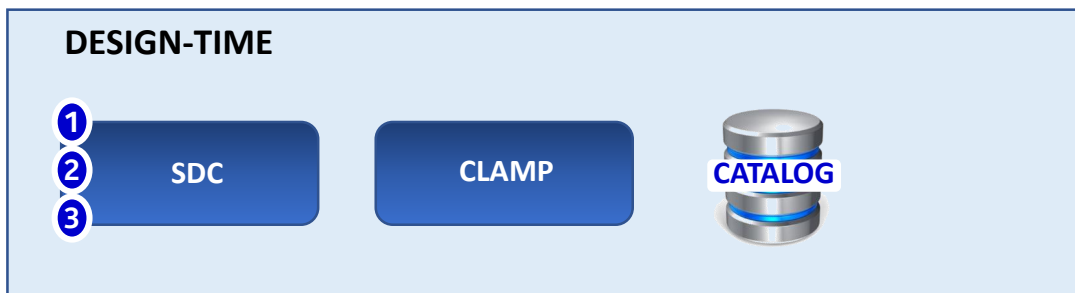 DESIGN-TIME
1
2
3
SDC
CLAMP
CATALOG